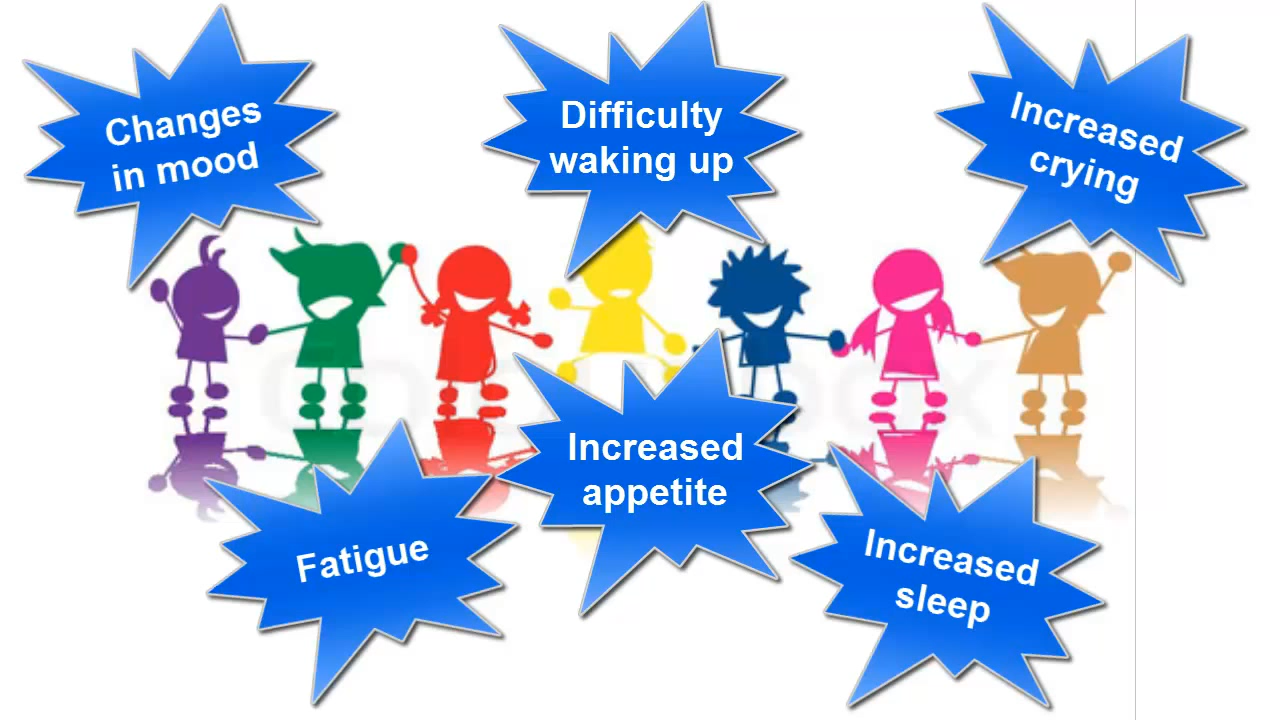 Changes
in mood
Difficulty
waking up
Increased
crying
Fatigue
Increased
appetite
Increased
sleep